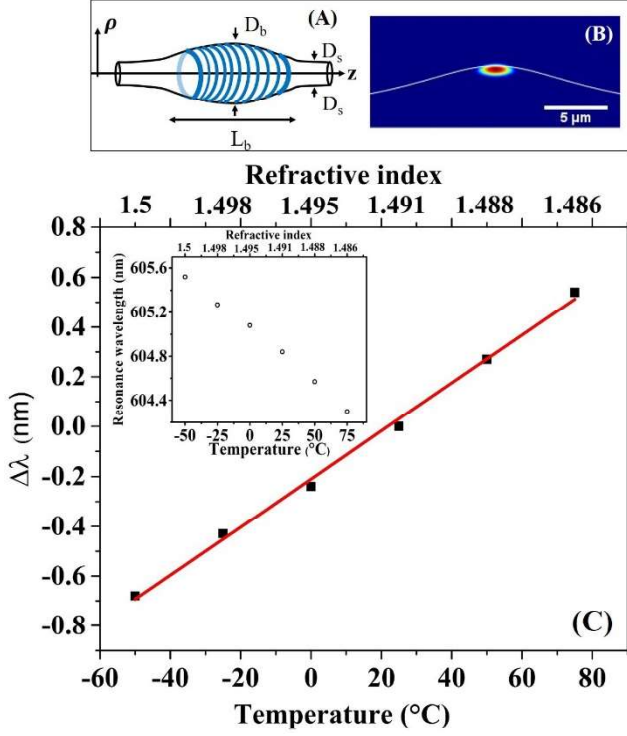 (A)
ρ
D_b
D_s
z
D_s
L_b
(B)
5 μm
Refractive index
1.5 1.498 1.495 1.491 1.488 1.486
0.8
0.6
0.4
0.2
0.0
-0.2
-0.4
-0.6
-0.8
Δλ (nm)
Refractive index
1.5 1.498 1.495 1.491 1.488 1.486
605.6
605.2
604.8
604.4
Resonance wavelength (nm)
-50 -25 0 25 50 75
Temperature (°C)
(C)
-60 -40 -20 0 20 40 60 80
Temperature (°C)